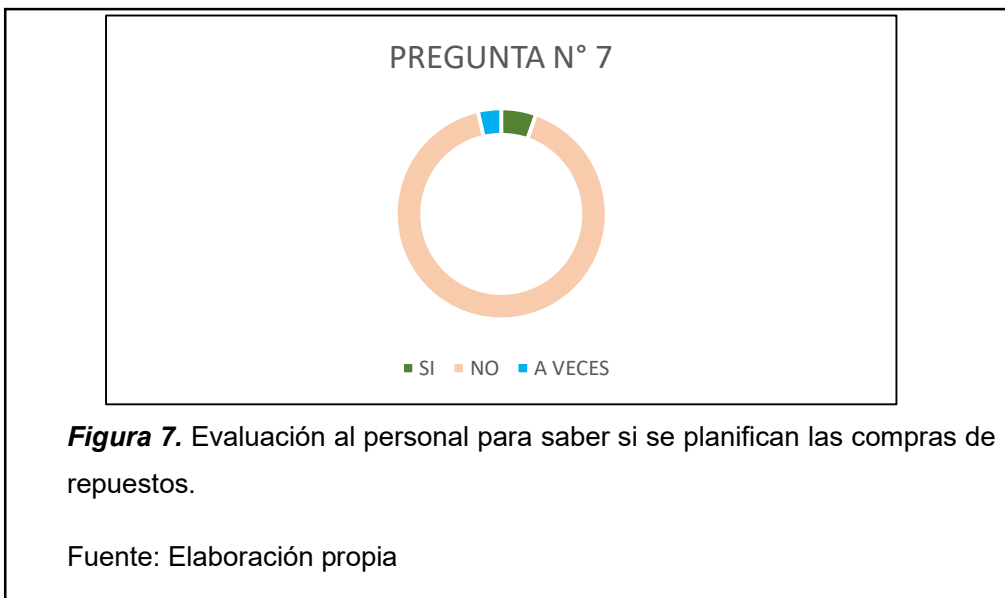 PREGUNTA N° 7
SI NO A VECES
Figura 7. Evaluación al personal para saber si se planifican las compras de
repuestos.
Fuente: Elaboración propia